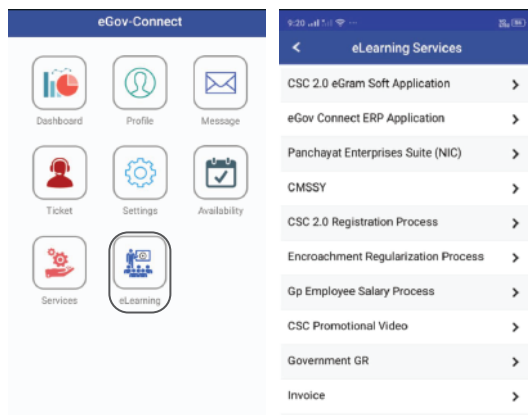 eGov-Connect
Dashboard Profile Message
Ticket Settings Availability
Services eLearning
9:20
eLearning Services
CSC 2.0 eGram Soft Application
eGov Connect ERP Application
Panchayat Enterprises Suite (NIC)
CMSSY
CSC 2.0 Registration Process
Encroachment Regularization Process
Gp Employee Salary Process
CSC Promotional Video
Government GR
Invoice